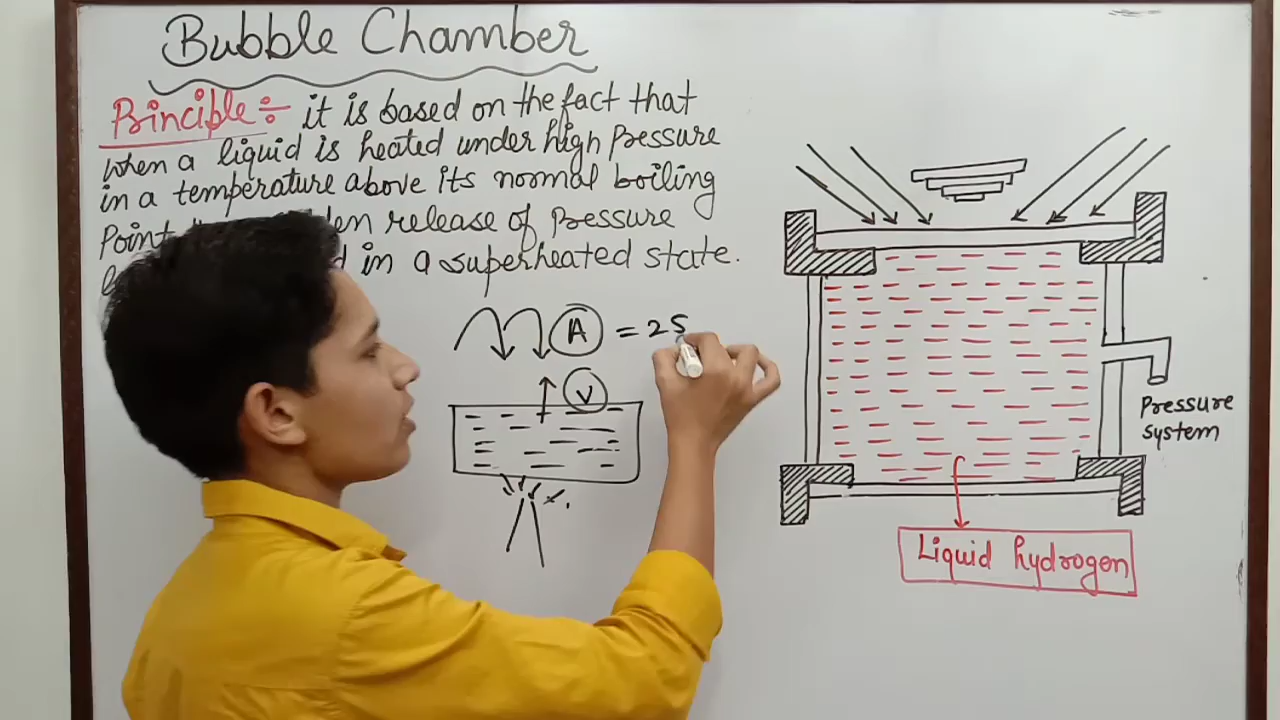 Bubble Chamber
Principle ÷ it is based on the fact that
when a liquid is heated under high Pressure
in a temperature above its normal boiling
Point release of Pressure
in a superheated state.
A = 25
V
Pressure
system
Liquid hydrogen